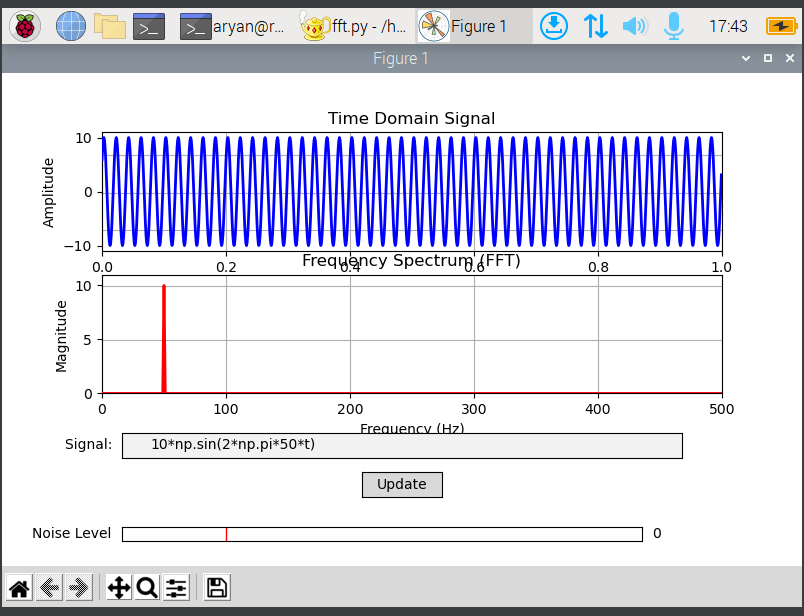 aryan@r... fft.py - /h... Figure 1 17:43
Figure 1
Time Domain Signal
10
0
−10
Amplitude
0.0 0.2 0.4 0.6 0.8 1.0
Frequency Spectrum (FFT)
10
5
0
Magnitude
0 100 200 300 400 500
Frequency (Hz)
Signal: 10*np.sin(2*np.pi*50*t)
Update
Noise Level 0